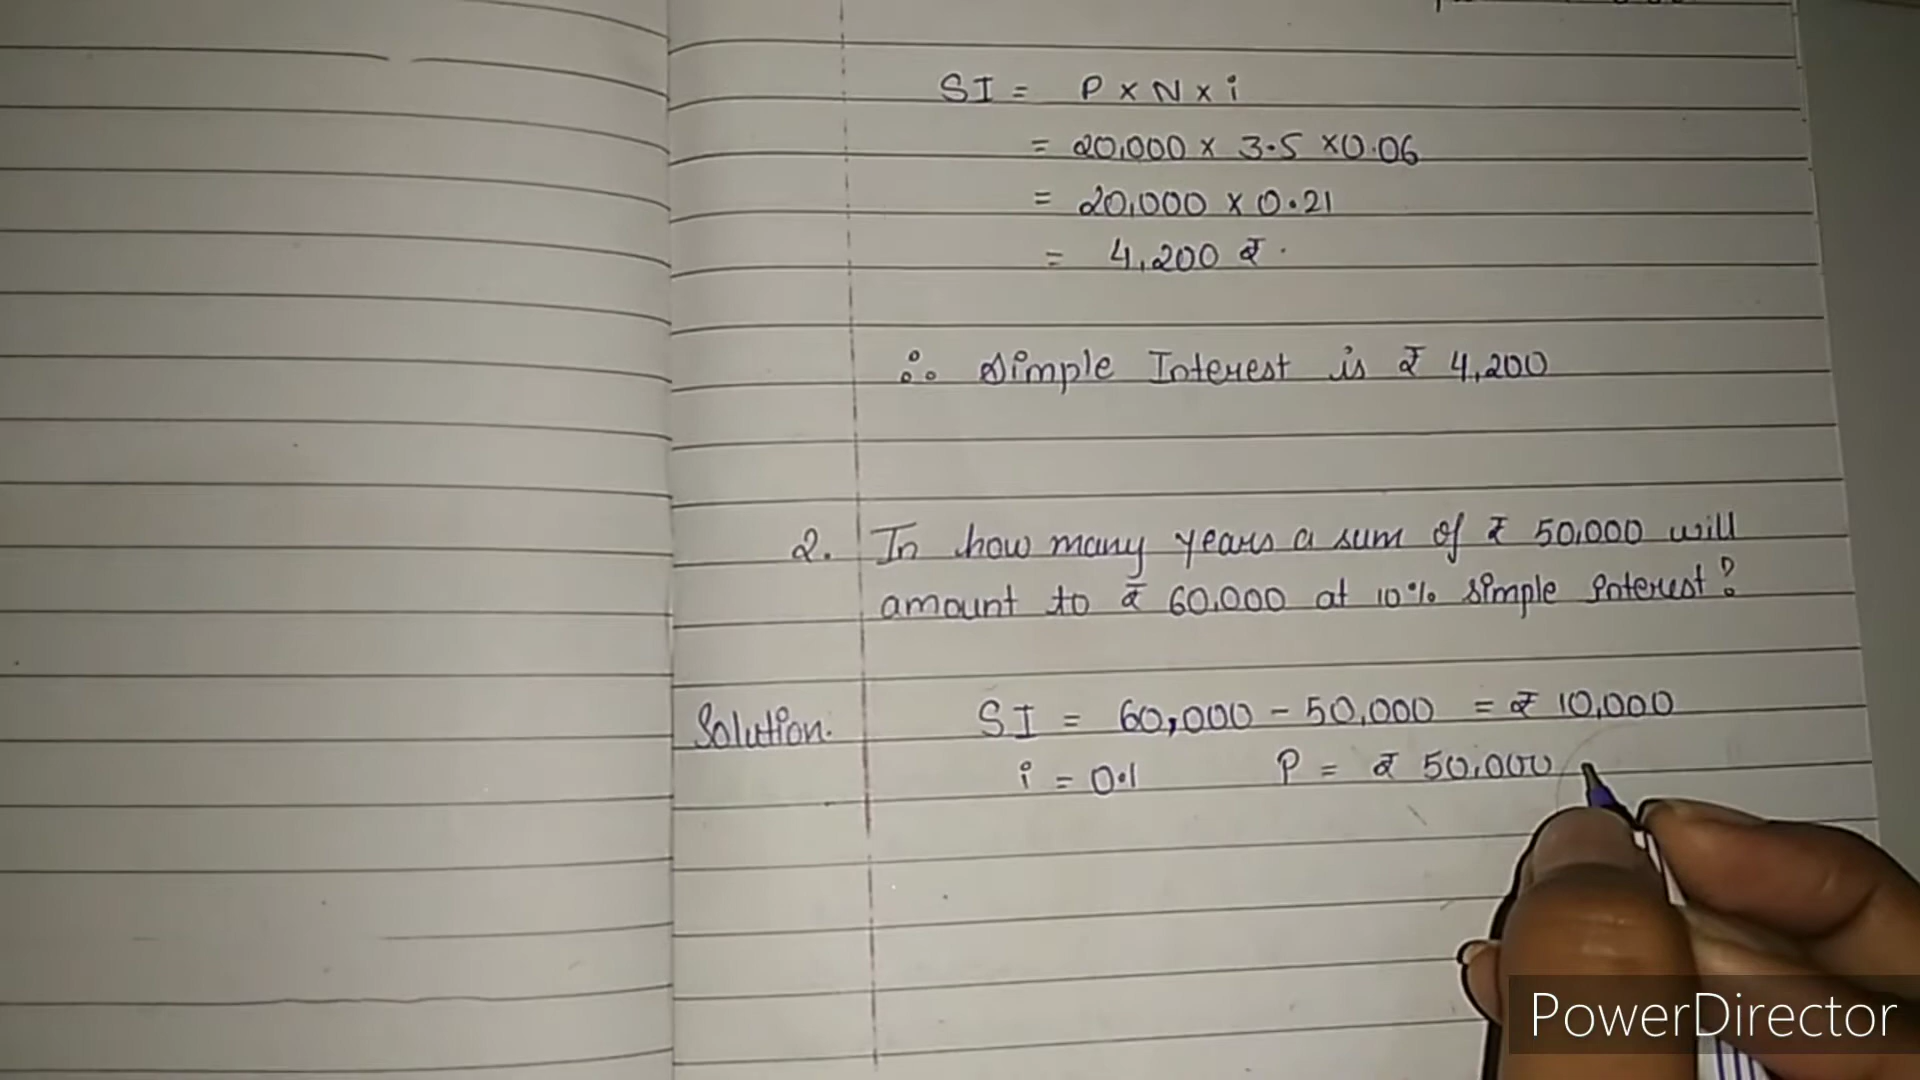 SI = P × N × i
= 20,000 × 3.5 × 0.06
= 20,000 × 0.21
= 4,200 ₹.
∴ Simple Interest is ₹ 4,200
2. In how many years a sum of ₹ 50,000 will
amount to ₹ 60,000 at 10% simple interest?
Solution. SI = 60,000 - 50,000 = ₹ 10,000
i = 0.1 P = ₹ 50,000
PowerDirector